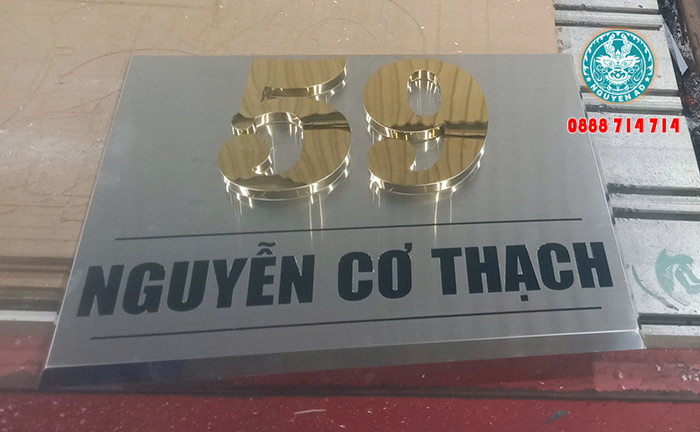 NGUYEN AD
0888 714 714
59
NGUYỄN CƠ THẠCH